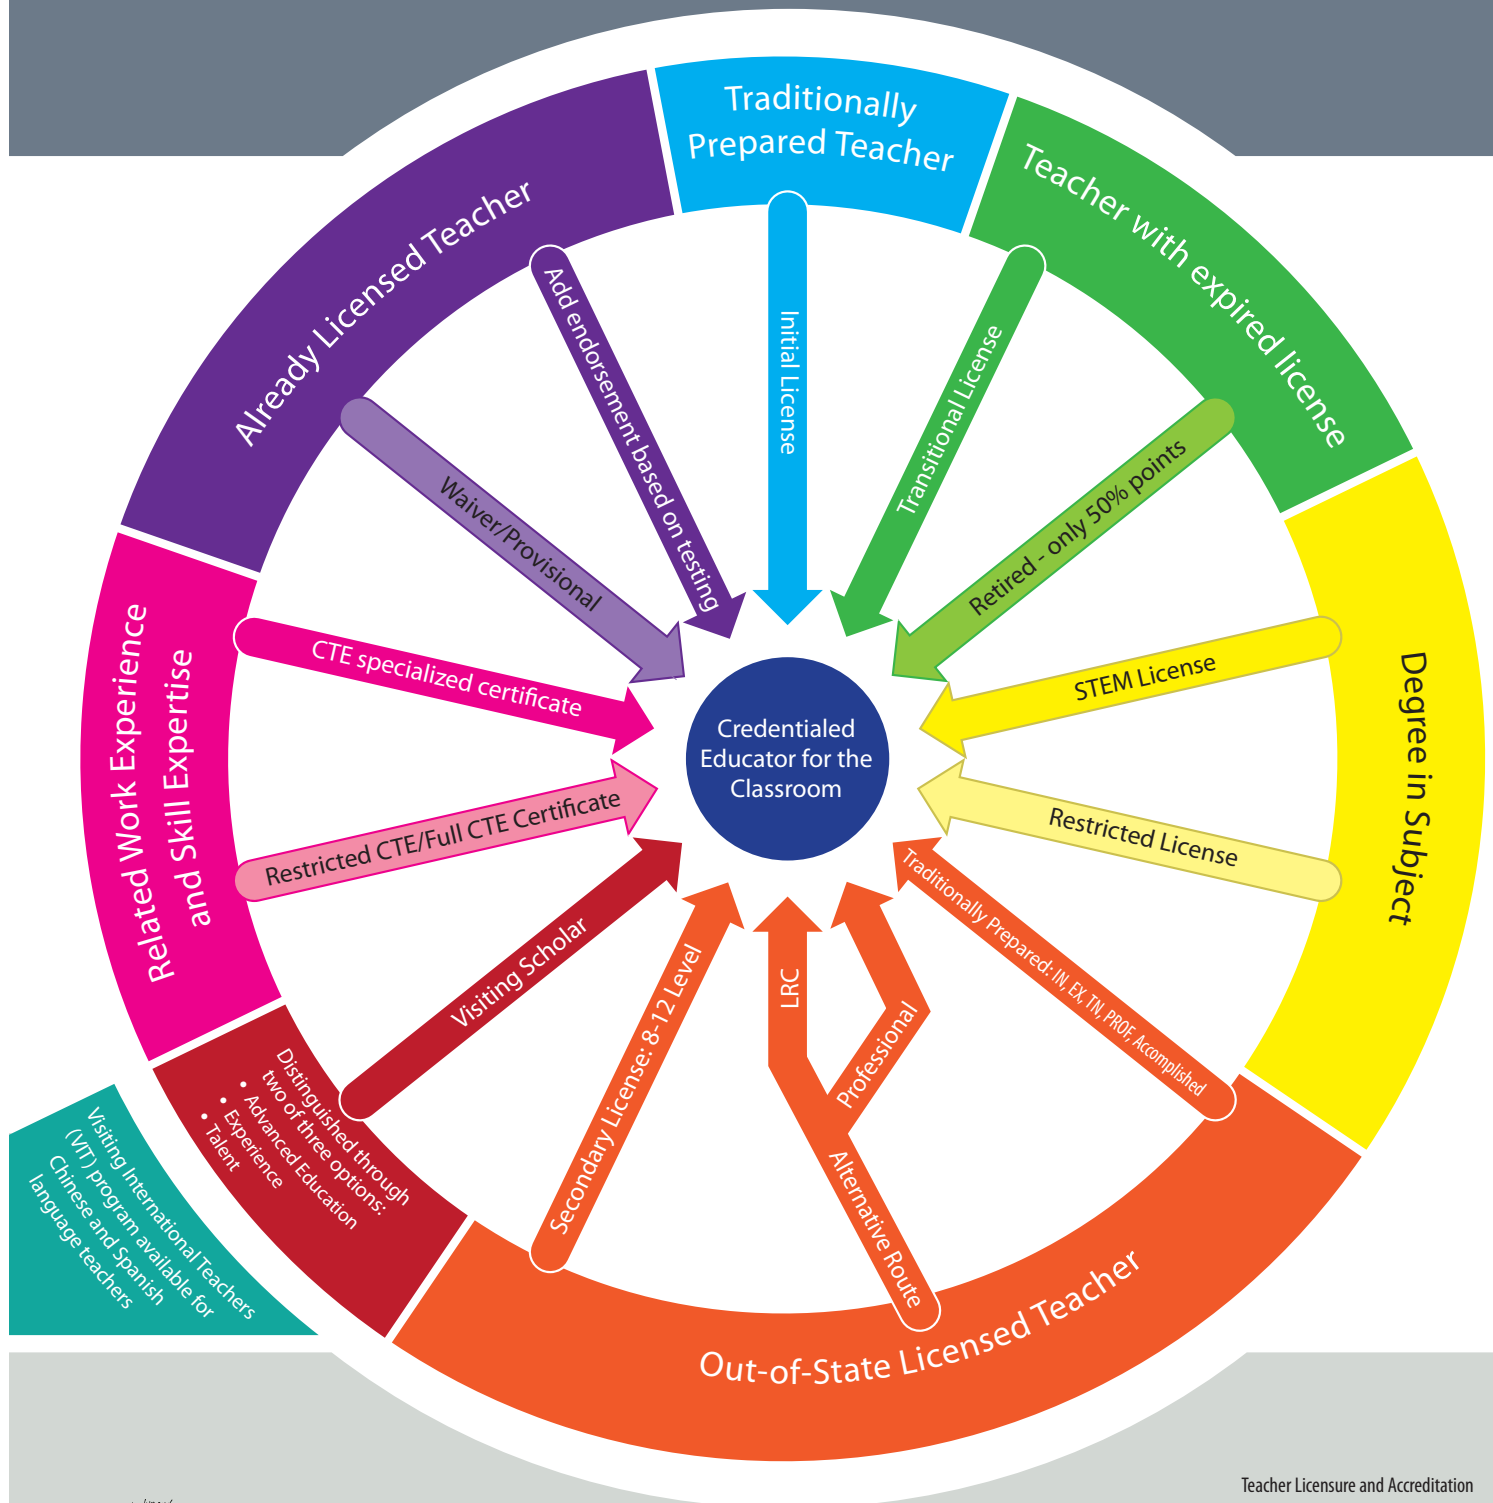 Traditionally
Prepared Teacher
Initial License
Teacher with expired license
Transitional License
Retired - only 50% points
Degree in Subject
STEM License
Restricted License
Out-of-State Licensed Teacher
Traditionally Prepared: IN, EX, TN, PROF, Accomplished
Professional
LRC
Alternative Route
Secondary License: 8-12 Level
Distinguished through
two of three options:
• Advanced Education
• Experience
• Talent
Visiting Scholar
Visiting International Teachers
(VIT) program available for
Chinese and Spanish
language teachers
Related Work Experience
and Skill Expertise
Restricted CTE/Full CTE Certificate
CTE specialized certificate
Already Licensed Teacher
Waiver/Provisional
Add endorsement based on testing
Credentialed
Educator for the
Classroom
Teacher Licensure and Accreditation